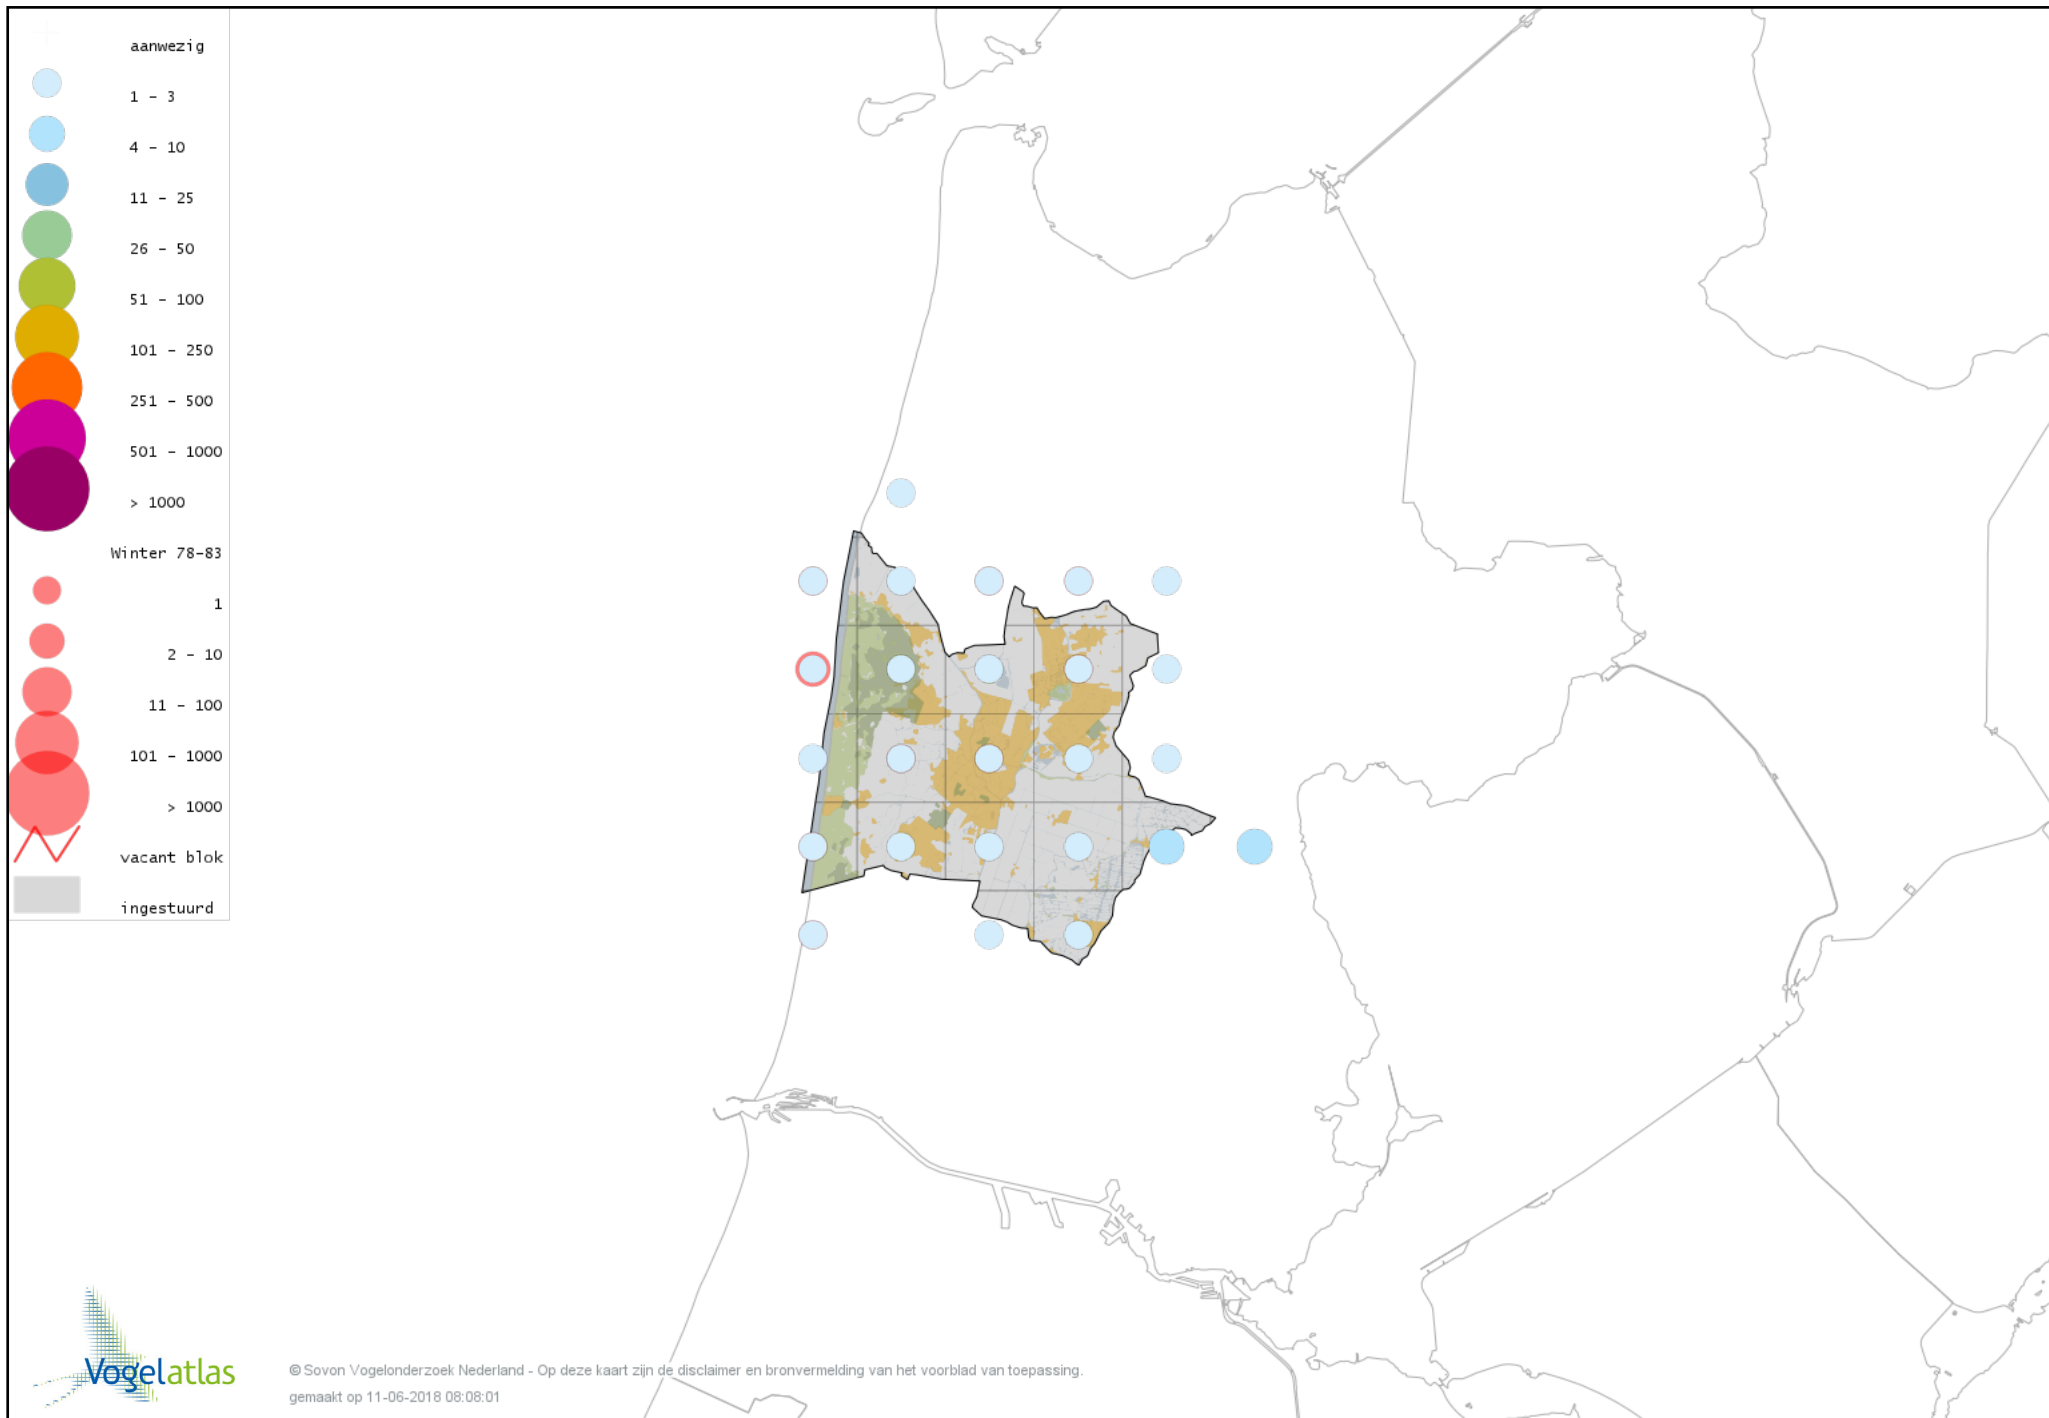 aanwezig
1 - 3
4 - 10
11 - 25
26 - 50
51 - 100
101 - 250
251 - 500
501 - 1000
> 1000
Winter 78-83
1
2 - 10
11 - 100
101 - 1000
> 1000
vacant blok
ingestuurd
Vogelatlas
© Sovon Vogelonderzoek Nederland - Op deze kaart zijn de disclaimer en bronvermelding van het voorblad van toepassing.
gemaakt op 11-06-2018 08:08:01